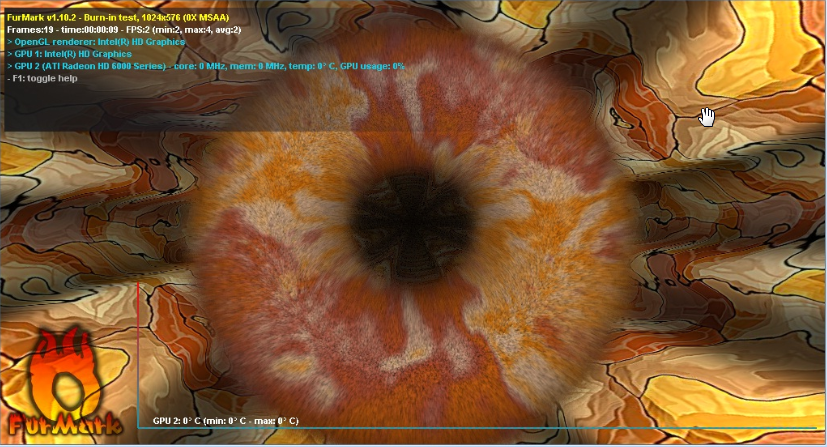 FurMark v1.10.2 - Burn-in test, 1024x576 (0X MSAA)
Frames:19 - time:00:00:09 - FPS:2 (min:2, max:4, avg:2)
> OpenGL renderer: Intel(R) HD Graphics
> GPU 1: Intel(R) HD Graphics
> GPU 2 (ATI Radeon HD 6000 Series) - core: 0 MHz, mem: 0 MHz, temp: 0° C, GPU usage: 0%
- F1: toggle help
FurMark
GPU 2: 0° C (min: 0° C - max: 0° C)